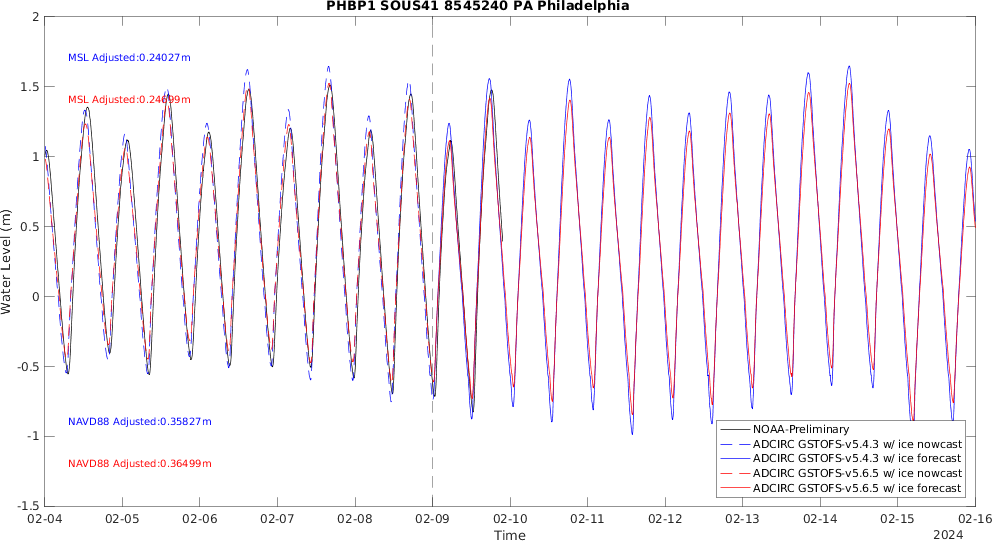 PHBP1 SOUS41 8545240 PA Philadelphia
2
1.5
1
0.5
0
-0.5
-1
-1.5
Water Level (m)
MSL Adjusted:0.24027m
MSL Adjusted:0.24699m
NAVD88 Adjusted:0.35827m
NAVD88 Adjusted:0.36499m
NOAA-Preliminary
ADCIRC GSTOFS-v5.4.3 w/ ice nowcast
ADCIRC GSTOFS-v5.4.3 w/ ice forecast
ADCIRC GSTOFS-v5.6.5 w/ ice nowcast
ADCIRC GSTOFS-v5.6.5 w/ ice forecast
02-04 02-05 02-06 02-07 02-08 02-09 02-10 02-11 02-12 02-13 02-14 02-15 02-16
Time
2024